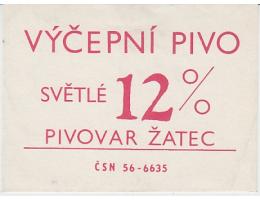 VÝČEPNÍ PIVO
SVĚTLÉ 12%
PIVOVAR ŽATEC
ČSN 56-6635